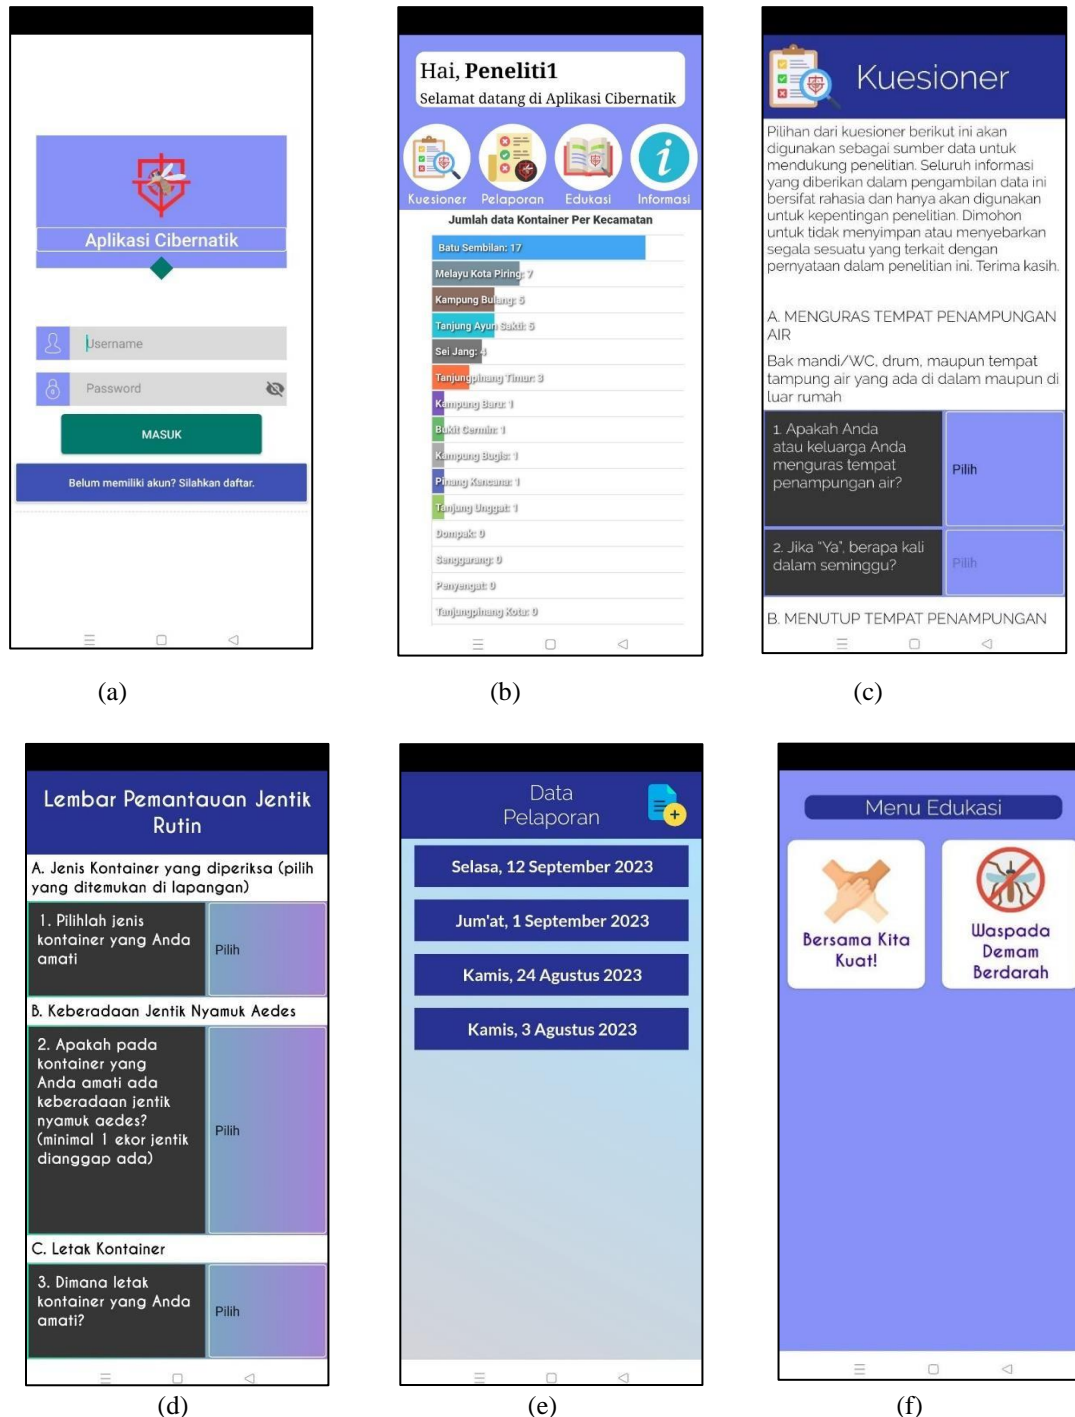 Aplikasi Cibernatik
Username
Password
MASUK
Belum memiliki akun? Silahkan daftar.
(a)
Hai, Peneliti1
Selamat datang di Aplikasi Cibernatik
Kuesioner Pelaporan Edukasi Informasi
Jumlah data Kontainer Per Kecamatan
Batu Sembilan: 17
Melayu Kota Piring: 7
Kampung Bulang: 5
Tanjung Ayun Sakti: 5
Sei Jang: 4
Tanjungpinang Timur: 3
Kampung Baru: 1
Bukit Cermin: 1
Kampung Bugis: 1
Pinang Kencana: 1
Tanjung Unggat: 1
Dompak: 0
Senggarang: 0
Penyengat: 0
Tanjungpinang Kota: 0
(b)
Kuesioner
Pilihan dari kuesioner berikut ini akan
digunakan sebagai sumber data untuk
mendukung penelitian. Seluruh informasi
yang diberikan dalam pengambilan data ini
bersifat rahasia dan hanya akan digunakan
untuk kepentingan penelitian. Dimohon
untuk tidak menyimpan atau menyebarkan
segala sesuatu yang terkait dengan
pernyataan dalam penelitian ini. Terima kasih.
A. MENGURAS TEMPAT PENAMPUNGAN
AIR
Bak mandi/WC, drum, maupun tempat
tampung air yang ada di dalam maupun di
luar rumah
1. Apakah Anda
atau keluarga Anda
menguras tempat
penampungan air?
Pilih
2. Jika "Ya", berapa kali
dalam seminggu?
Pilih
B. MENUTUP TEMPAT PENAMPUNGAN
(c)
Lembar Pemantauan Jentik
Rutin
A. Jenis Kontainer yang diperiksa (pilih
yang ditemukan di lapangan)
1. Pilihlah jenis
kontainer yang Anda
amati
Pilih
B. Keberadaan Jentik Nyamuk Aedes
2. Apakah pada
kontainer yang
Anda amati ada
keberadaan jentik
nyamuk aedes?
(minimal 1 ekor jentik
dianggap ada)
Pilih
C. Letak Kontainer
3. Dimana letak
kontainer yang Anda
amati?
Pilih
(d)
Data
Pelaporan
Selasa, 12 September 2023
Jum'at, 1 September 2023
Kamis, 24 Agustus 2023
Kamis, 3 Agustus 2023
(e)
Menu Edukasi
Bersama Kita
Kuat!
Waspada
Demam
Berdarah
(f)